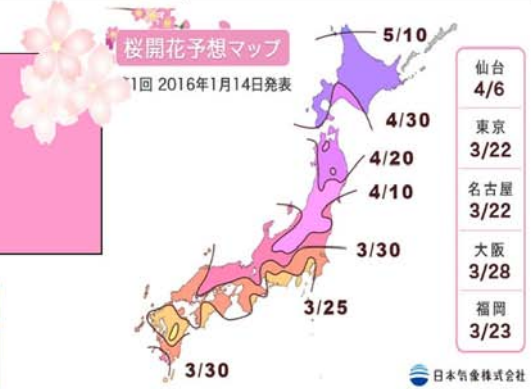 桜開花予想マップ
1回 2016年1月14日発表
5/10
4/30
4/20
4/10
3/30
3/25
3/30
仙台
4/6
東京
3/22
名古屋
3/22
大阪
3/28
福岡
3/23
日本気象株式会社